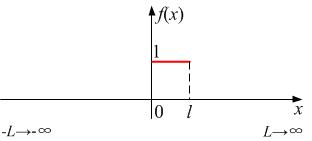 f(x)
1
0 l x
-L→-∞ L→∞